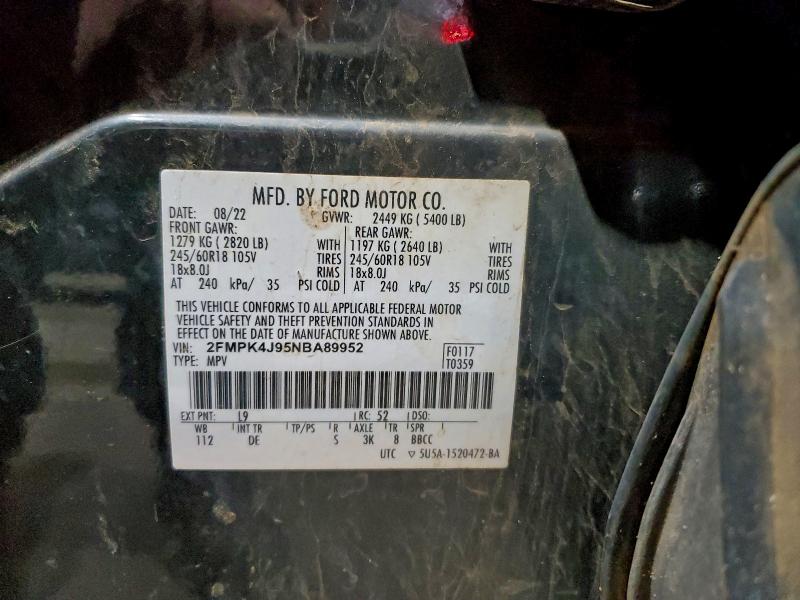 MFD. BY FORD MOTOR CO.
DATE: 08/22 GVWR: 2449 KG ( 5400 LB)
FRONT GAWR: REAR GAWR:
1279 KG ( 2820 LB) WITH 1197 KG ( 2640 LB) WITH
245/60R18 105V TIRES 245/60R18 105V TIRES
18x8.0J RIMS 18x8.0J RIMS
AT 240 kPa/ 35 PSI COLD AT 240 kPa/ 35 PSI COLD
THIS VEHICLE CONFORMS TO ALL APPLICABLE FEDERAL MOTOR
VEHICLE SAFETY AND THEFT PREVENTION STANDARDS IN
EFFECT ON THE DATE OF MANUFACTURE SHOWN ABOVE.
VIN: 2FMPK4J95NBA89952 F0117
TYPE: MPV T0359
EXT PNT: L9 RC: 52 DSO:
WB INT TR TP/PS R AXLE TR SPR
112 DE S 3K 8 BBCC
UTC ▽ 5U5A-1520472-BA